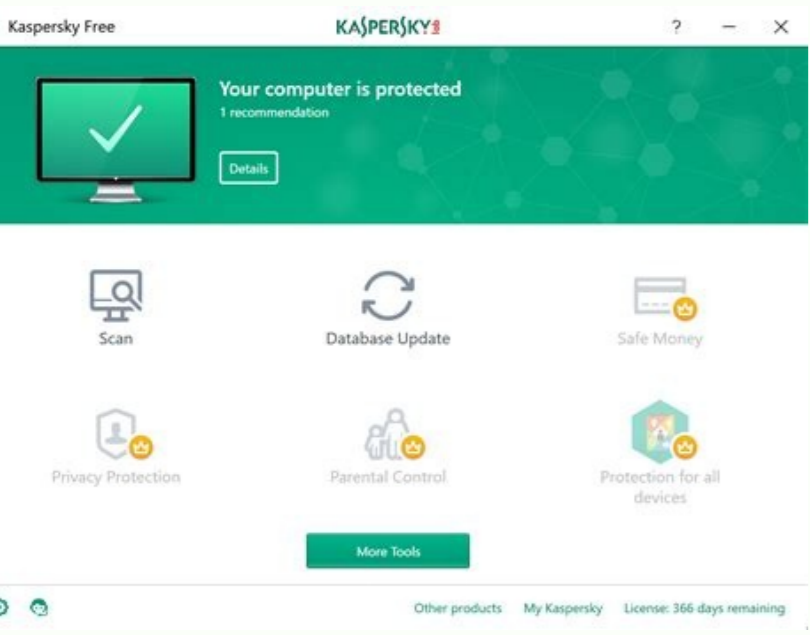 Kaspersky Free
KASPERSKY
?
Your computer is protected
1 recommendation
Details
Scan
Database Update
Safe Money
Privacy Protection
Parental Control
Protection for all
devices
More Tools
Other products My Kaspersky License: 366 days remaining